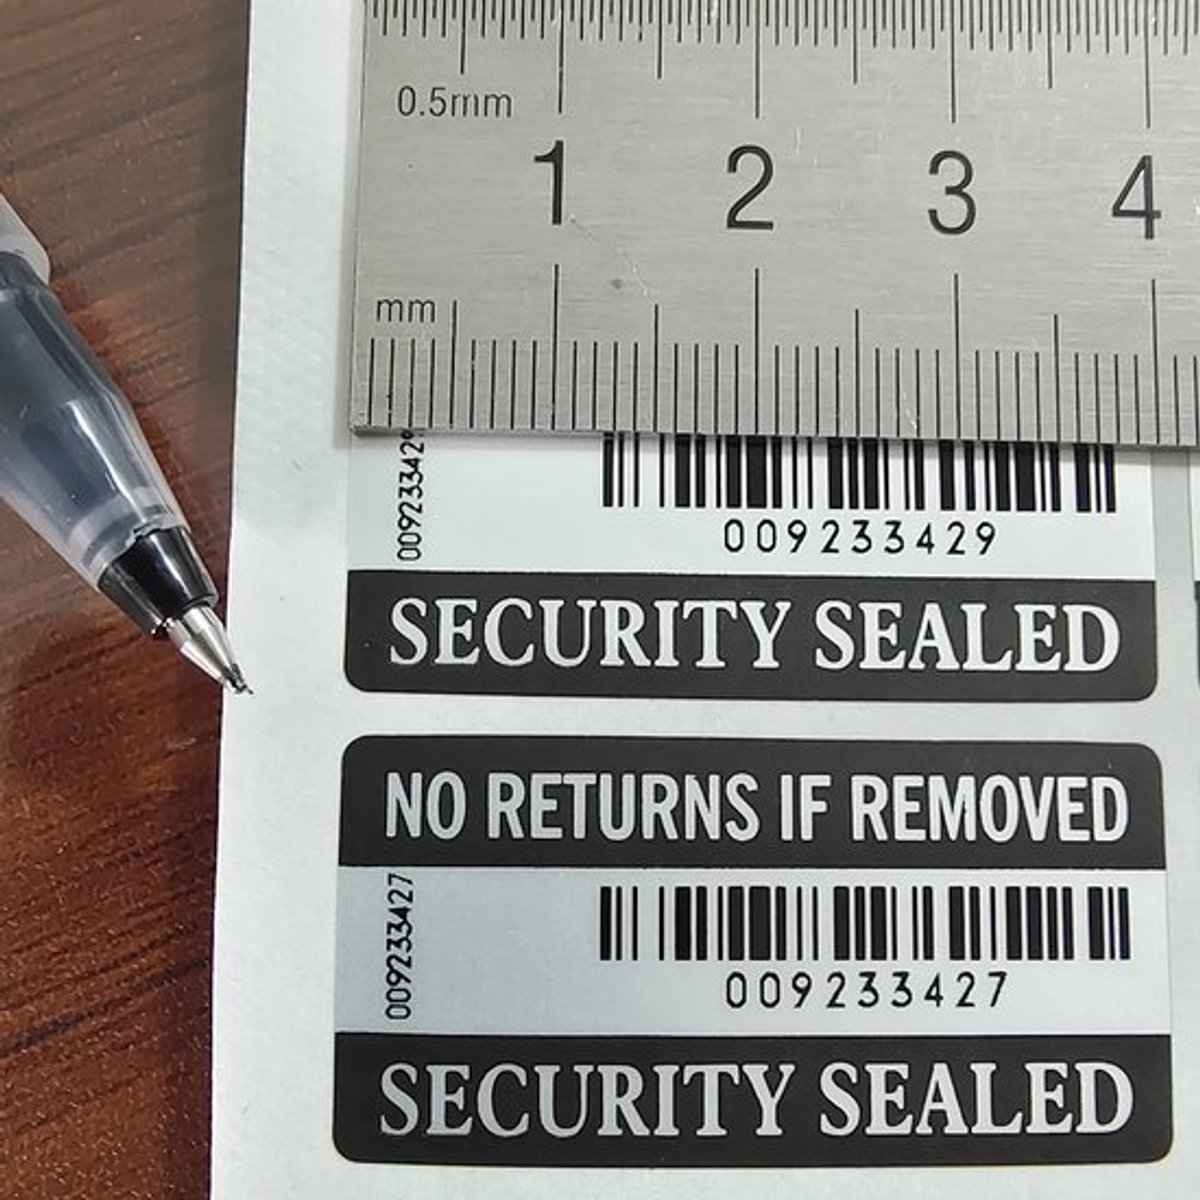 0.5mm
1 2 3 4
mm
009233429
009233429
SECURITY SEALED
NO RETURNS IF REMOVED
009233427
009233427
SECURITY SEALED